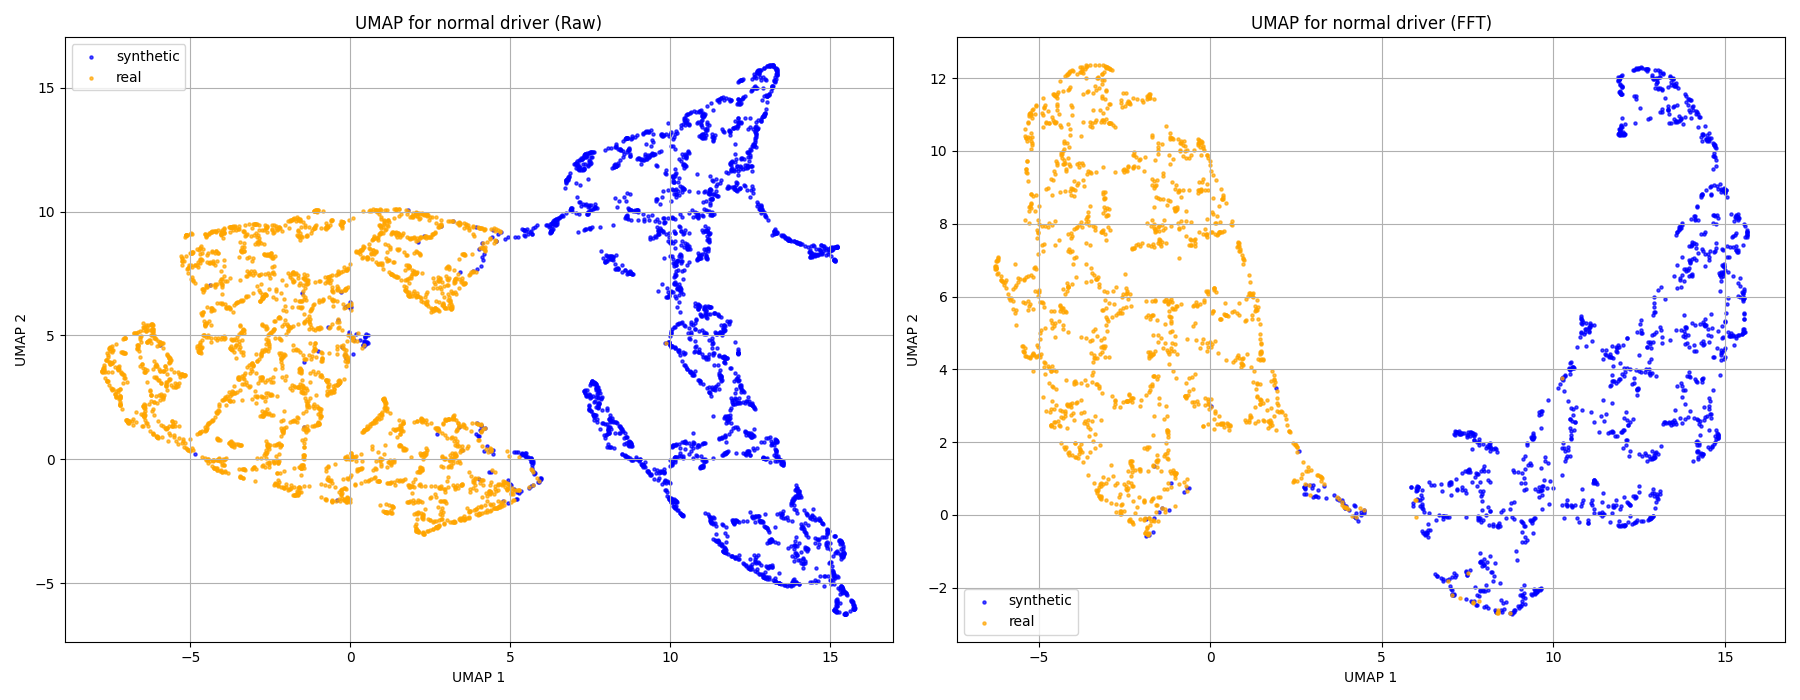 UMAP for normal driver (Raw)
synthetic
real
15
10
5
0
−5
−5
0
5
10
15
UMAP 1
UMAP 2
UMAP for normal driver (FFT)
12
10
8
6
4
2
0
−2
synthetic
real
−5
0
5
10
15
UMAP 1
UMAP 2